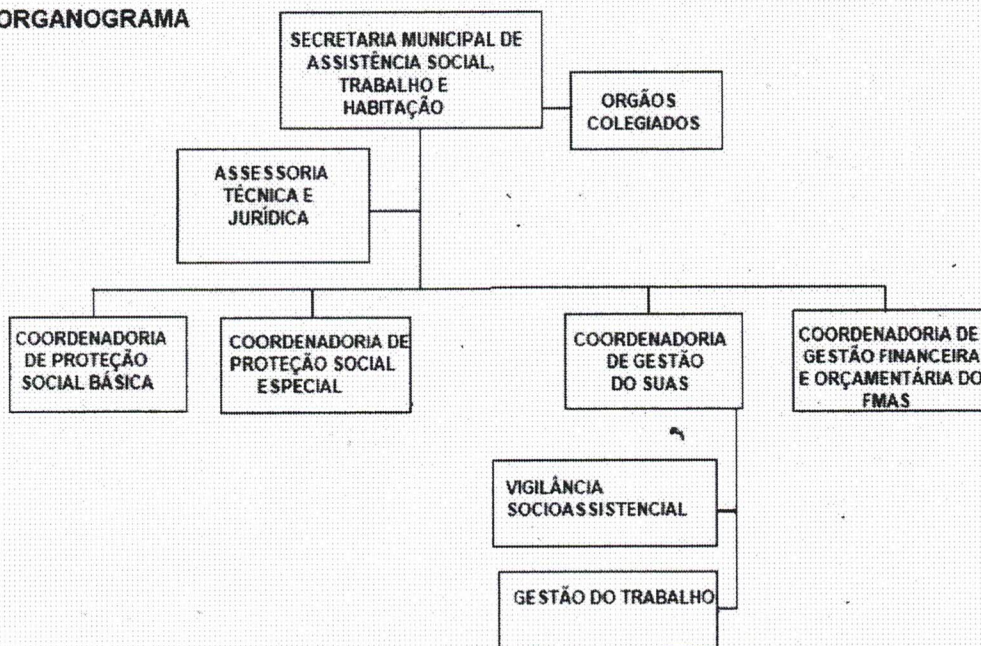 ORGANOGRAMA
SECRETARIA MUNICIPAL DE
ASSISTÊNCIA SOCIAL,
TRABALHO E
HABITAÇÃO
ORGÃOS
COLEGIADOS
ASSESSORIA
TÉCNICA E
JURÍDICA
COORDENADORIA
DE PROTEÇÃO
SOCIAL BÁSICA
COORDENADORIA DE
PROTEÇÃO SOCIAL
ESPECIAL
COORDENADORIA
DE GESTÃO
DO SUAS
COORDENADORIA DE
GESTÃO FINANCEIRA
E ORÇAMENTÁRIA DO
FMAS
VIGILÂNCIA
SOCIOASSISTENCIAL
GESTÃO DO TRABALHO